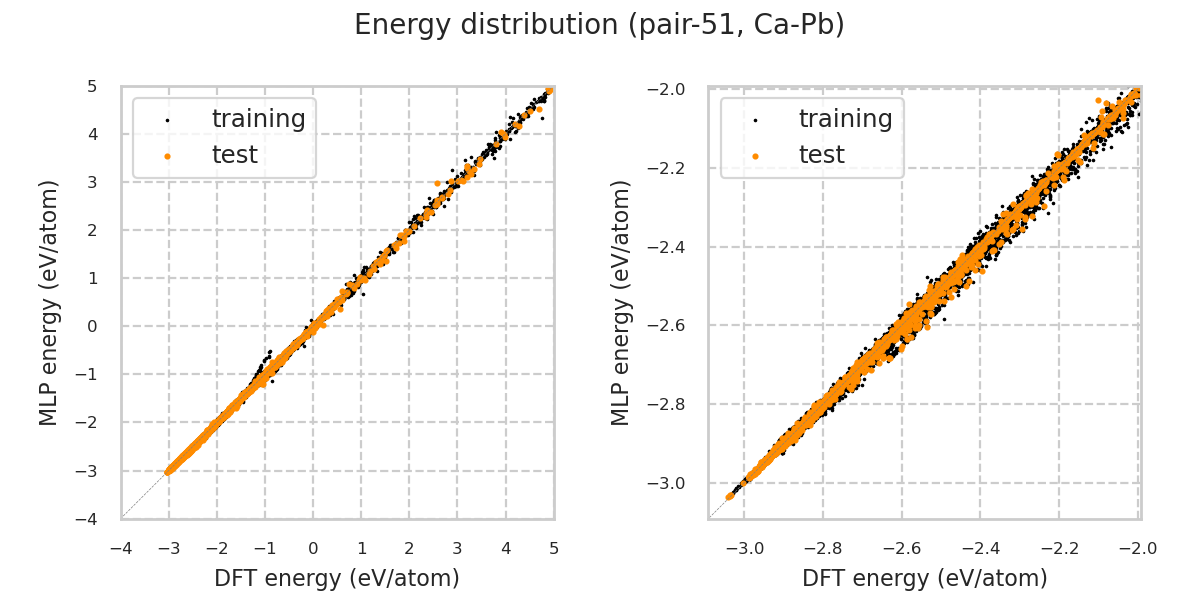 Energy distribution (pair-51, Ca-Pb)
training
test
5
4
3
2
1
0
−1
−2
−3
−4
MLP energy (eV/atom)
−4 −3 −2 −1 0 1 2 3 4 5
DFT energy (eV/atom)
training
test
−2.0
−2.2
−2.4
−2.6
−2.8
−3.0
MLP energy (eV/atom)
−3.0 −2.8 −2.6 −2.4 −2.2 −2.0
DFT energy (eV/atom)